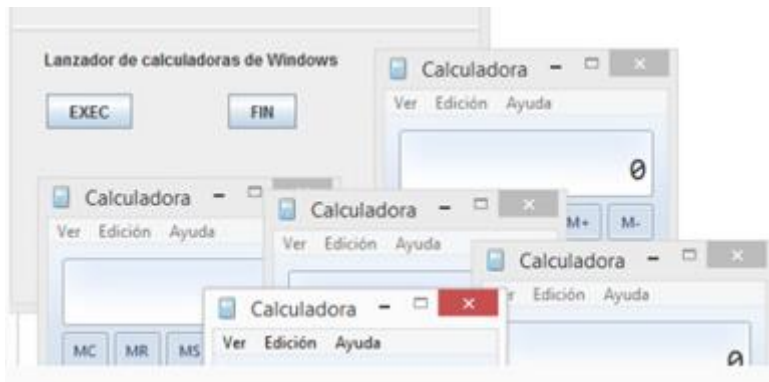 Lanzador de calculadoras de Windows
EXEC
FIN
Calculadora
Ver Edición Ayuda
0
M+ M-
Calculadora
Ver Edición Ayuda
MC MR MS
Calculadora
Ver Edición Ayuda
Calculadora
Edición Ayuda
0
Calculadora
Ver Edición Ayuda